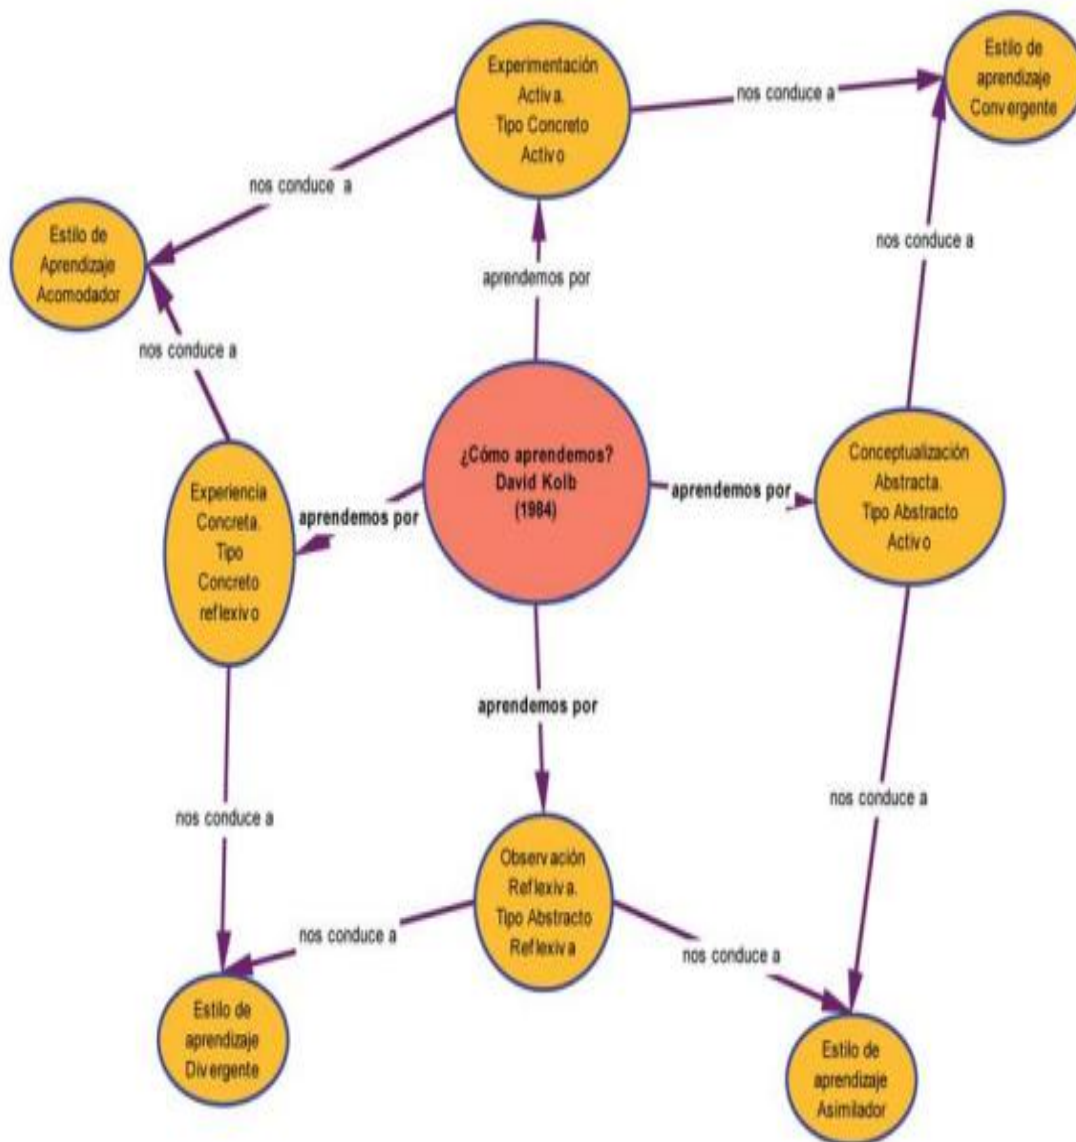 Experimentación
Activa.
Tipo Concreto
Activo
Estilo de
aprendizaje
Convergente
nos conduce a
nos conduce a
Estilo de
Aprendizaje
Acomodador
nos conduce a
aprendemos por
nos conduce a
¿Cómo aprendemos?
David Kolb
(1984)
Experiencia
Concreta.
Tipo
Concreto
reflexivo
aprendemos por
aprendemos por
Conceptualización
Abstracta.
Tipo Abstracto
Activo
aprendemos por
nos conduce a
nos conduce a
Observación
Reflexiva.
Tipo Abstracto
Reflexiva
nos conduce a
nos conduce a
Estilo de
aprendizaje
Divergente
Estilo de
aprendizaje
Asimilador